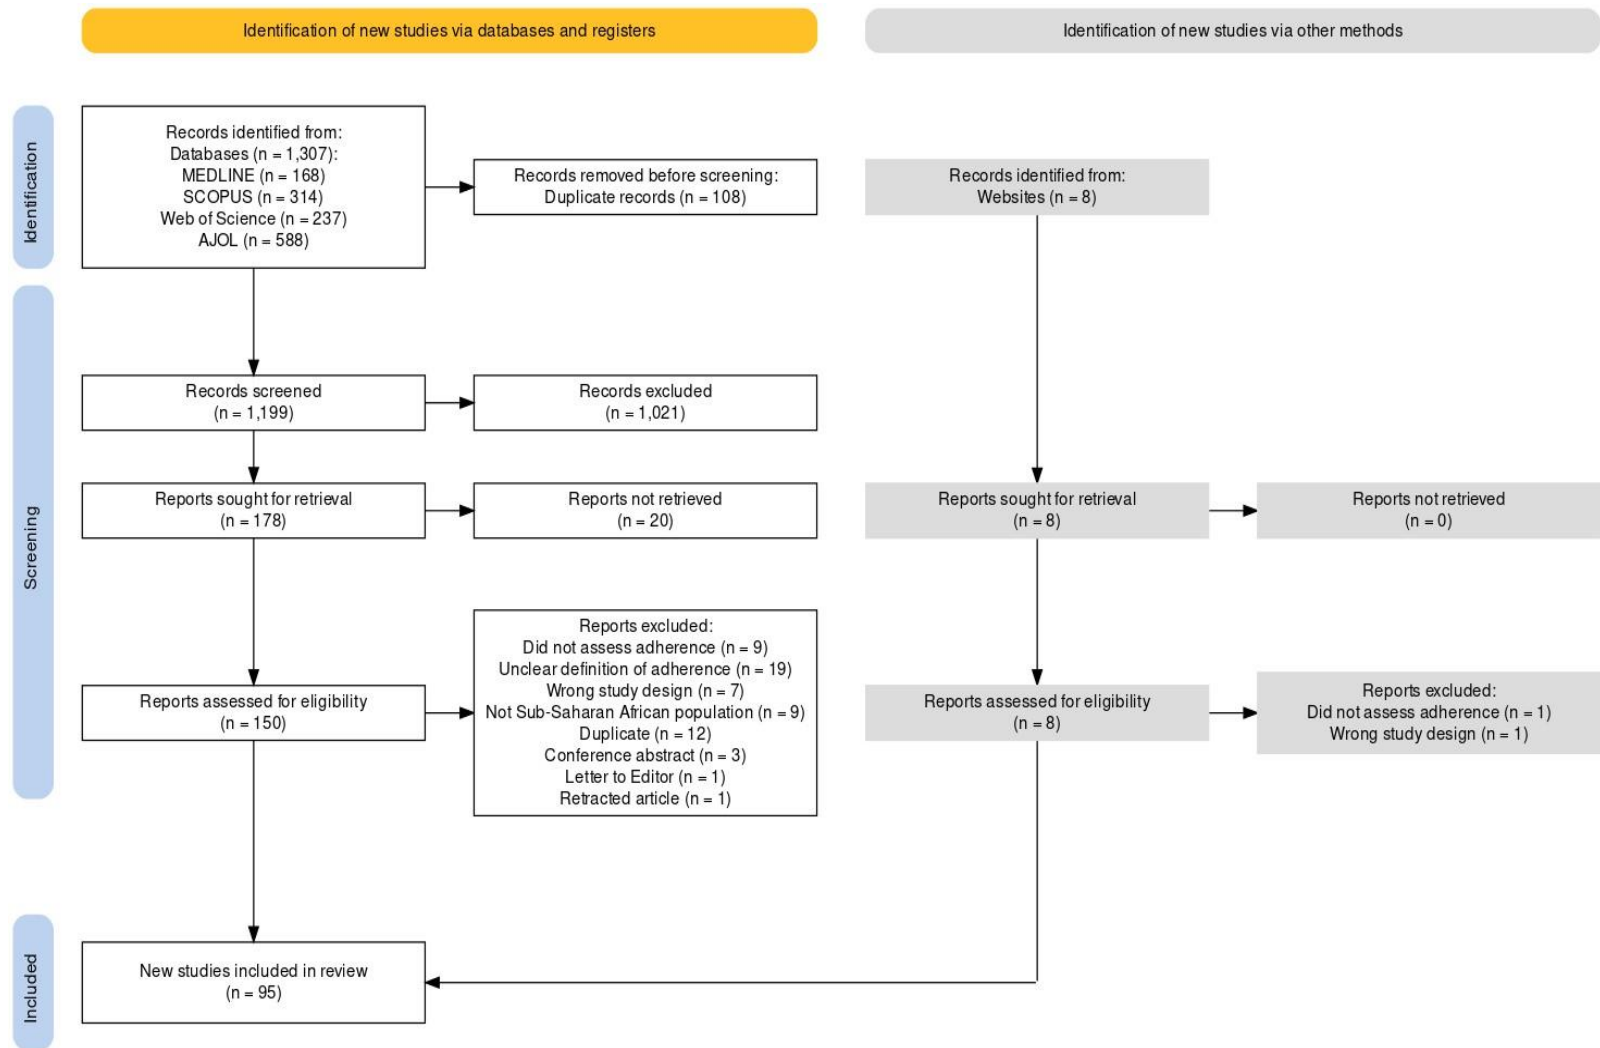 Identification of new studies via databases and registers
Identification of new studies via other methods
Identification
Records identified from:
Databases (n = 1,307):
MEDLINE (n = 168)
SCOPUS (n = 314)
Web of Science (n = 237)
AJOL (n = 588)
Records removed before screening:
Duplicate records (n = 108)
Records identified from:
Websites (n = 8)
Screening
Records screened
(n = 1,199)
Records excluded
(n = 1,021)
Reports sought for retrieval
(n = 178)
Reports not retrieved
(n = 20)
Reports sought for retrieval
(n = 8)
Reports not retrieved
(n = 0)
Reports assessed for eligibility
(n = 150)
Reports excluded:
Did not assess adherence (n = 9)
Unclear definition of adherence (n = 19)
Wrong study design (n = 7)
Not Sub-Saharan African population (n = 9)
Duplicate (n = 12)
Conference abstract (n = 3)
Letter to Editor (n = 1)
Retracted article (n = 1)
Reports assessed for eligibility
(n = 8)
Reports excluded:
Did not assess adherence (n = 1)
Wrong study design (n = 1)
Included
New studies included in review
(n = 95)